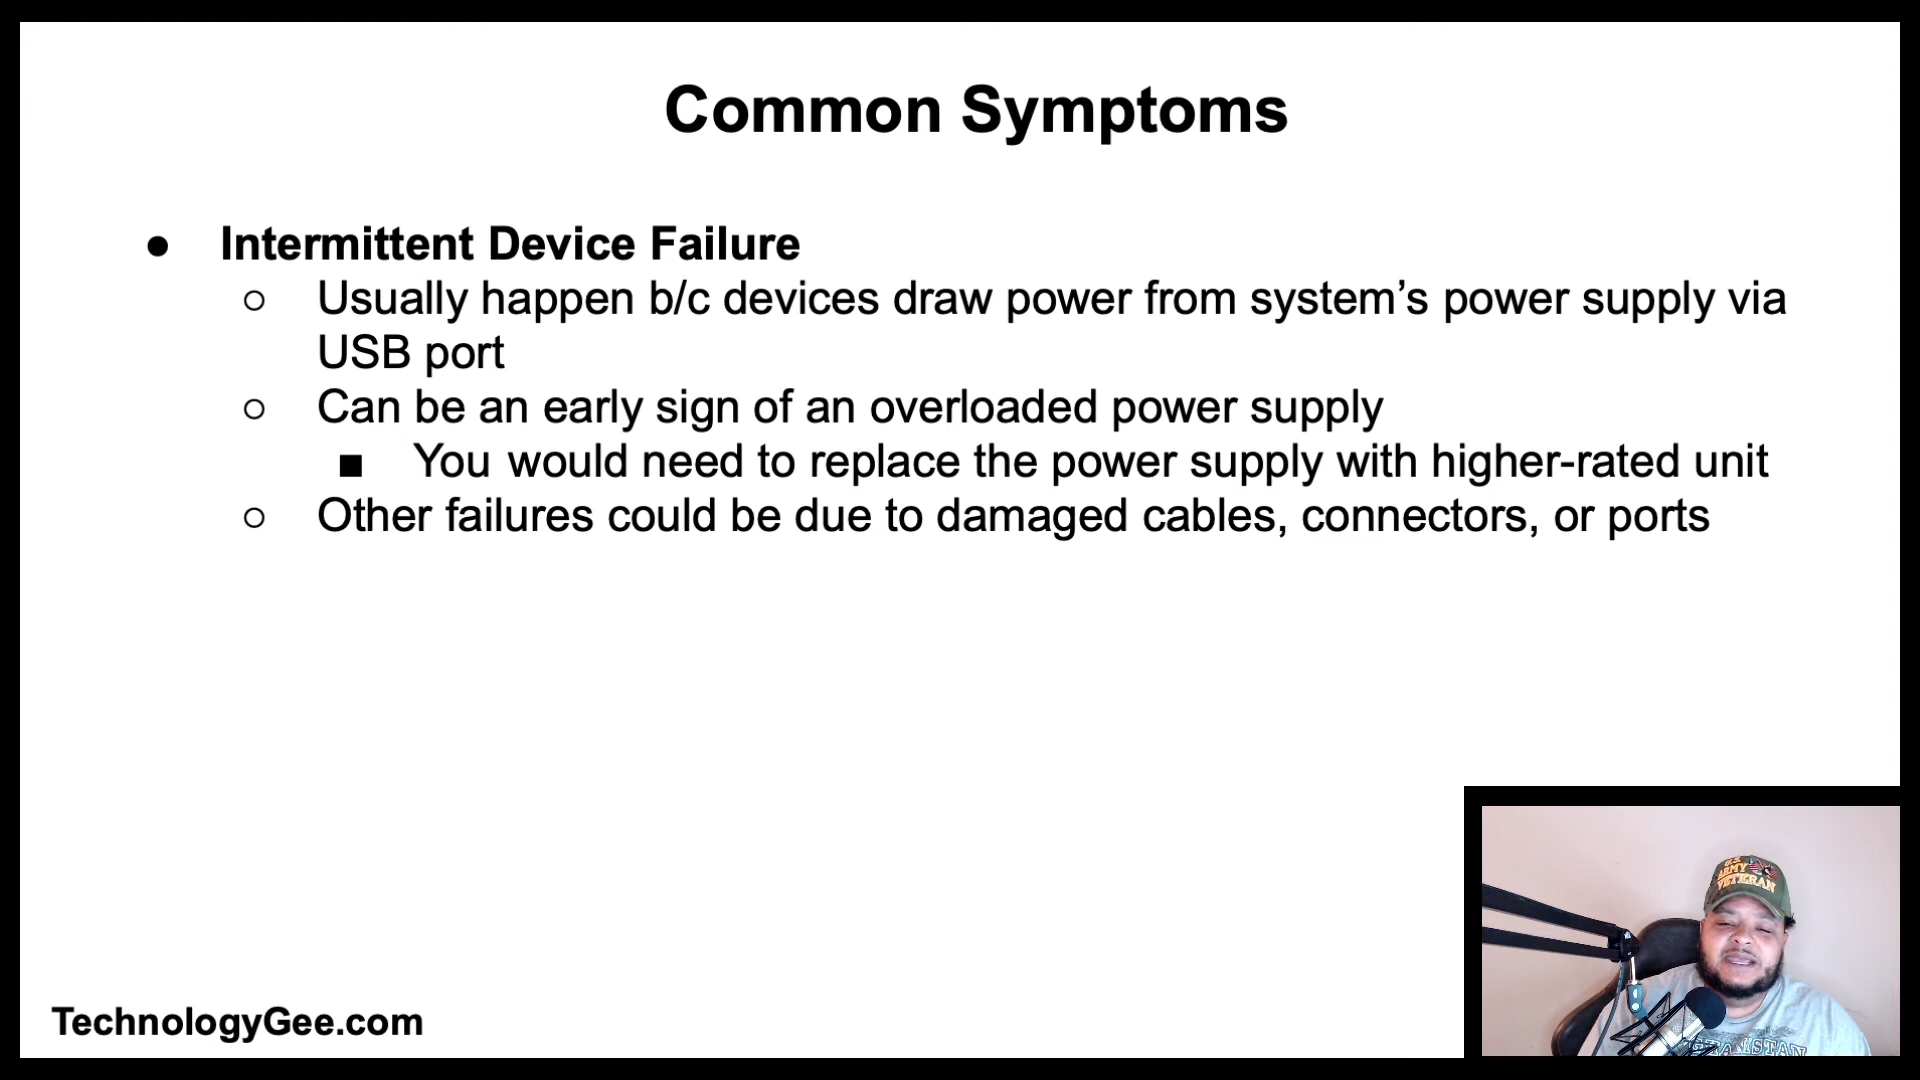 Common Symptoms
● Intermittent Device Failure
○ Usually happen b/c devices draw power from system’s power supply via
USB port
○ Can be an early sign of an overloaded power supply
■ You would need to replace the power supply with higher-rated unit
○ Other failures could be due to damaged cables, connectors, or ports
U.S.
ARMY
VETERAN
TechnologyGee.com